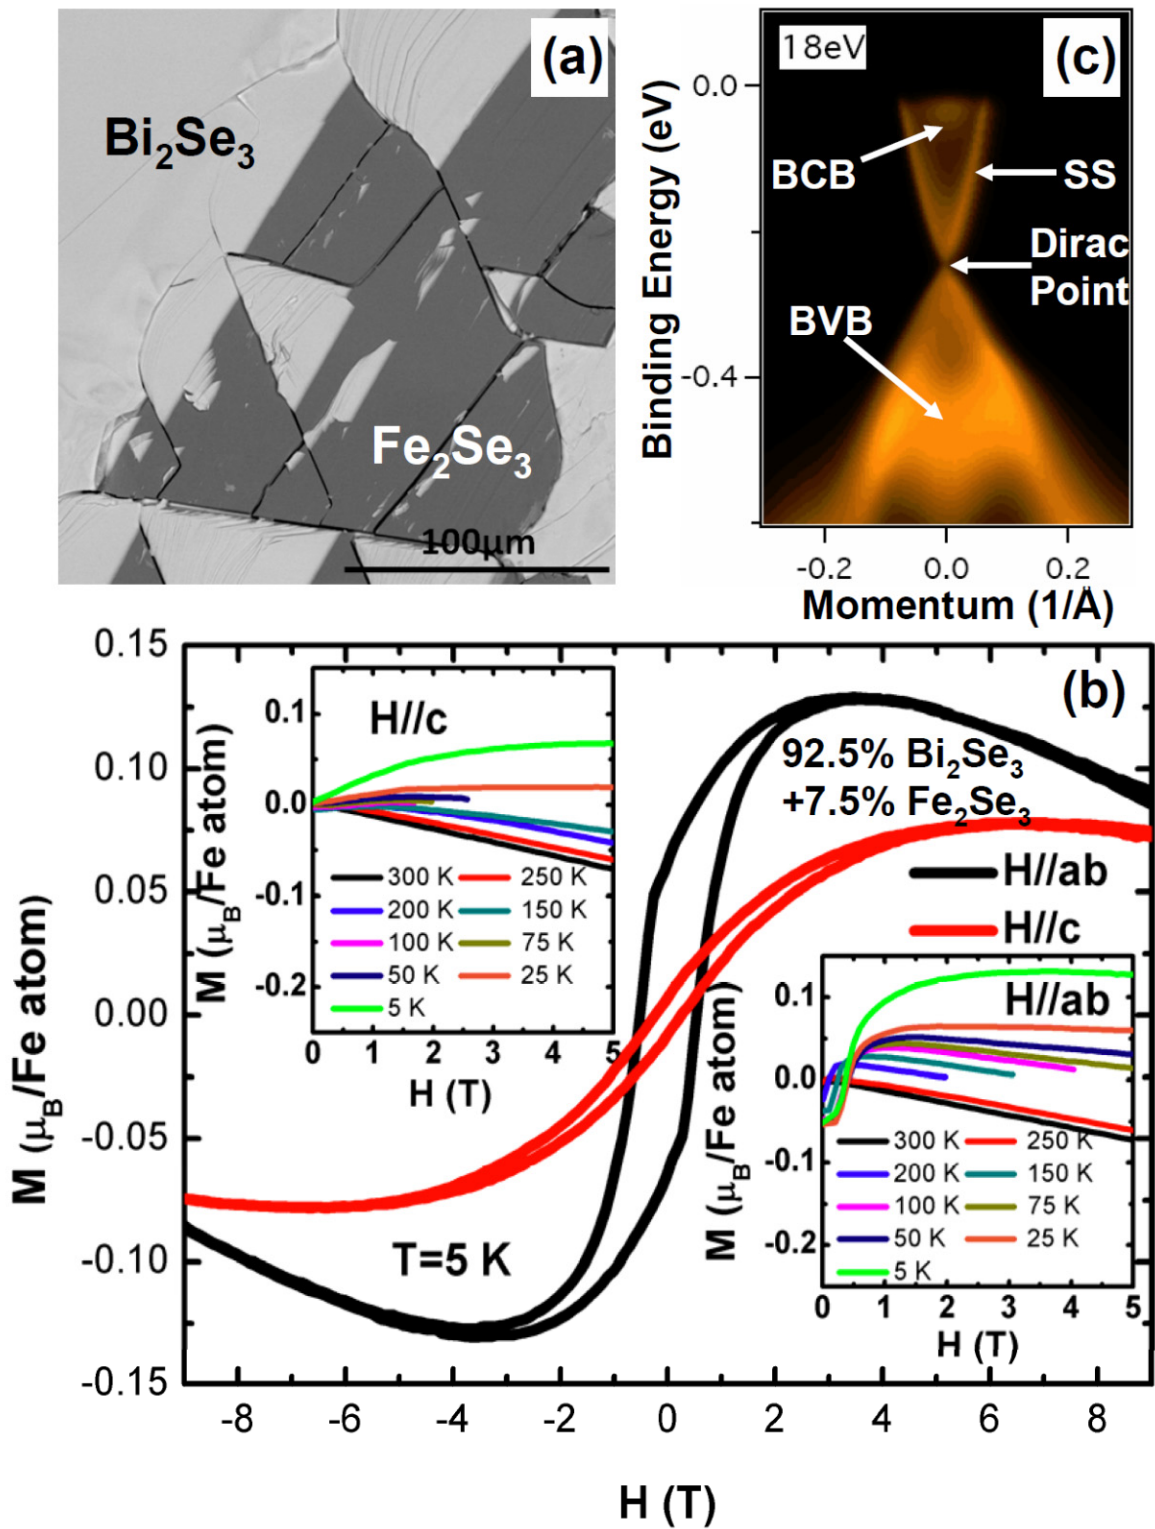 (a)
Bi₂Se₃
Fe₂Se₃
100μm
18eV
(c)
BCB
SS
Dirac
Point
BVB
Binding Energy (eV)
0.0
-0.4
-0.2 0.0 0.2
Momentum (1/Å)
(b)
M (μB/Fe atom)
0.15
0.10
0.05
0.00
-0.05
-0.10
-0.15
-8 -6 -4 -2 0 2 4 6 8
H (T)
92.5% Bi₂Se₃
+7.5% Fe₂Se₃
H//ab
H//c
T=5 K
H//c
M (μB/Fe atom)
0.1
0.0
-0.1
-0.2
300 K 250 K
200 K 150 K
100 K 75 K
50 K 25 K
5 K
0 1 2 3 4 5
H (T)
H//ab
M (μB/Fe atom)
0.1
0.0
-0.1
-0.2
300 K 250 K
200 K 150 K
100 K 75 K
50 K 25 K
5 K
0 1 2 3 4 5
H (T)